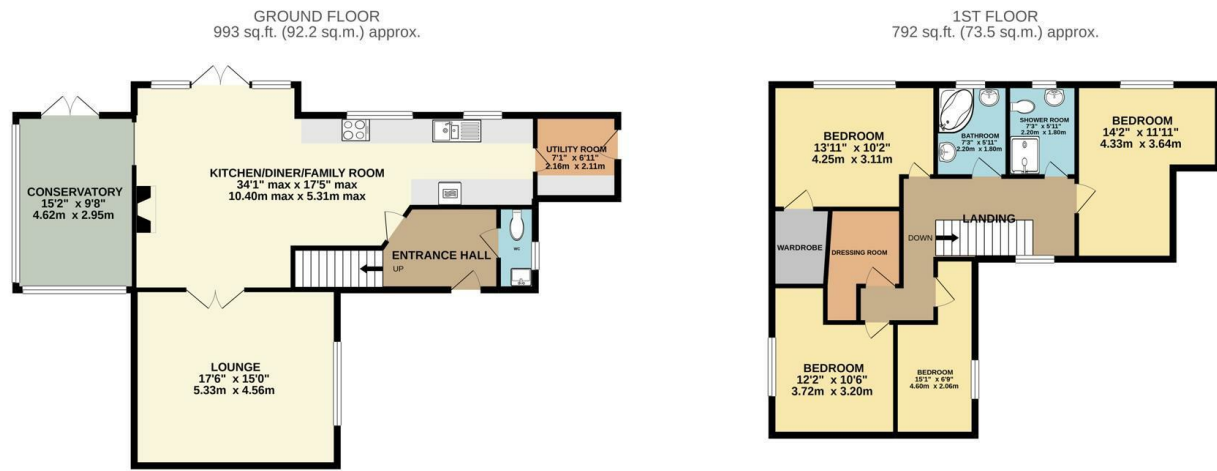 GROUND FLOOR
993 sq.ft. (92.2 sq.m.) approx.
CONSERVATORY
15'2" x 9'8"
4.62m x 2.95m
KITCHEN/DINER/FAMILY ROOM
34'1" max x 17'5" max
10.40m max x 5.31m max
UTILITY ROOM
7'1" x 6'11"
2.16m x 2.11m
ENTRANCE HALL
UP
WC
LOUNGE
17'6" x 15'0"
5.33m x 4.56m
1ST FLOOR
792 sq.ft. (73.5 sq.m.) approx.
BEDROOM
13'11" x 10'2"
4.25m x 3.11m
BATHROOM
7'3" x 5'11"
2.20m x 1.80m
SHOWER ROOM
7'3" x 5'11"
2.20m x 1.80m
BEDROOM
14'2" x 11'11"
4.33m x 3.64m
WARDROBE
DRESSING ROOM
LANDING
DOWN
BEDROOM
12'2" x 10'6"
3.72m x 3.20m
BEDROOM
15'1" x 6'9"
4.60m x 2.06m